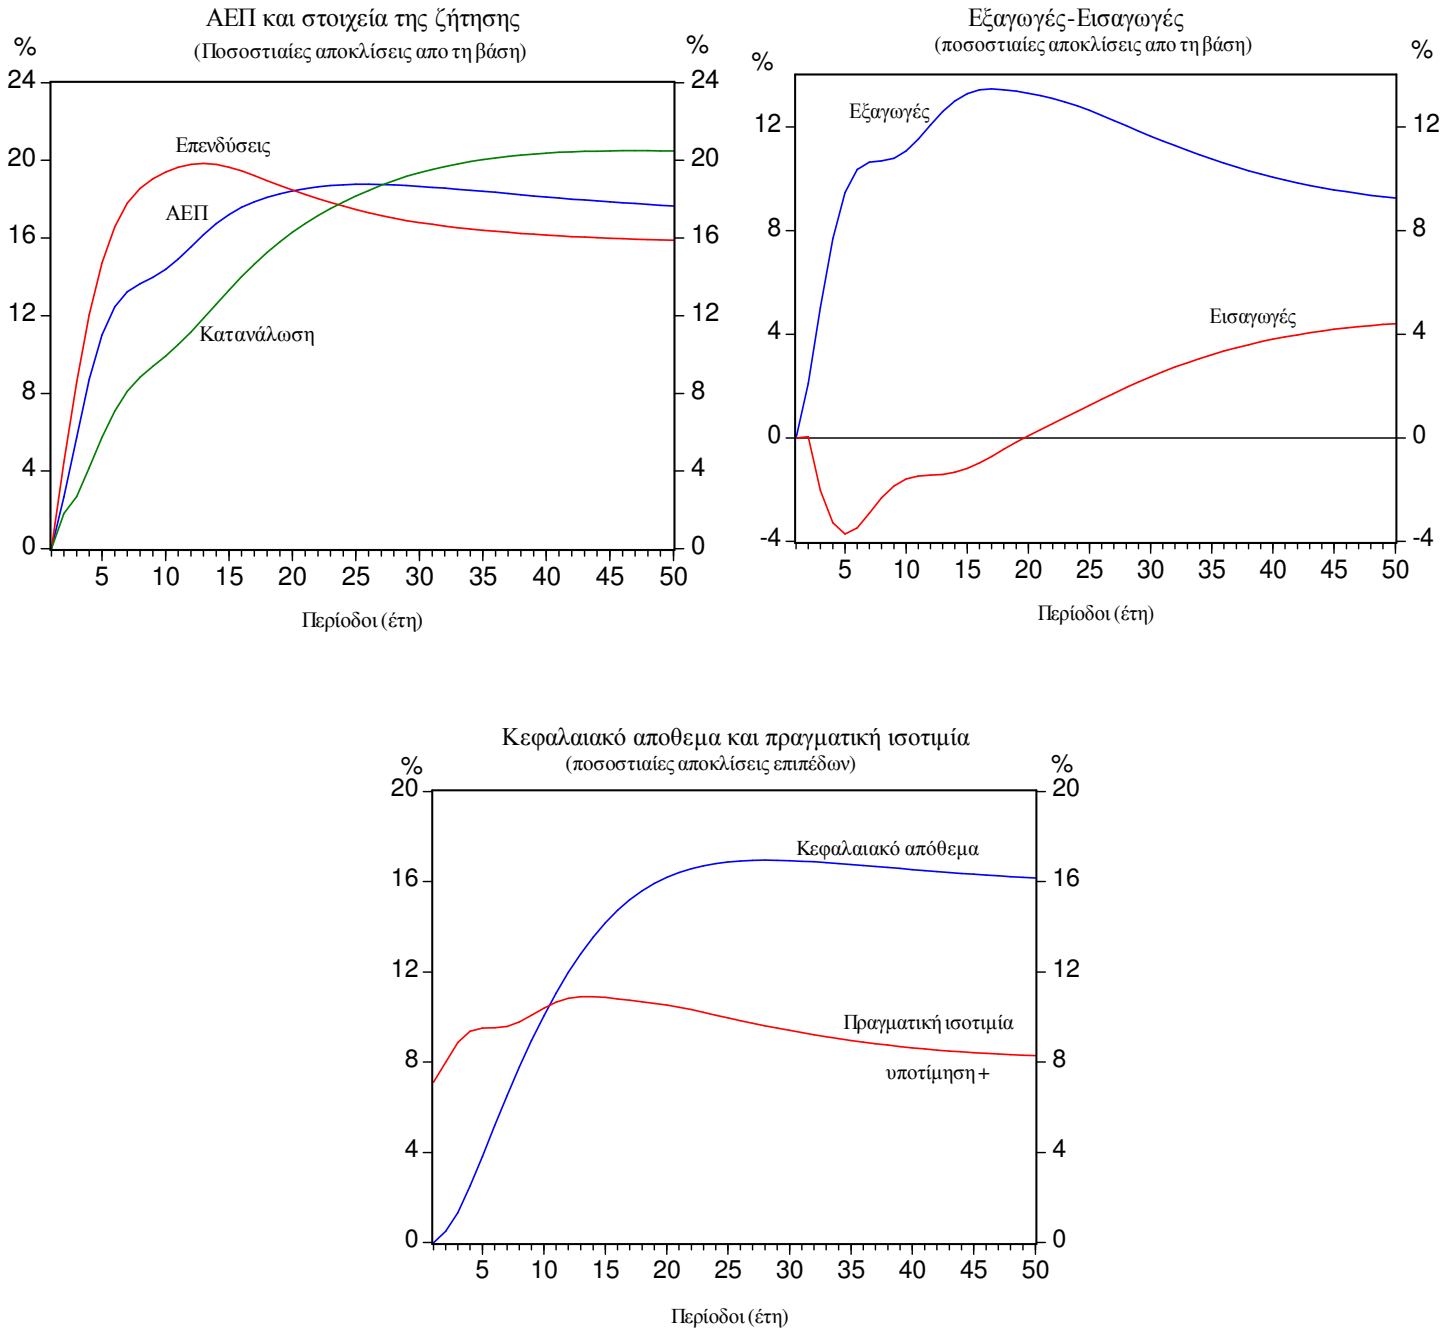 ΑΕΠ και στοιχεία της ζήτησης
(Ποσοστιαίες αποκλίσεις απο τη βάση)
% %
24 24
20 20
16 16
12 12
8 8
4 4
0 0
Επενδύσεις
ΑΕΠ
Κατανάλωση
5 10 15 20 25 30 35 40 45 50
Περίοδοι (έτη)
Εξαγωγές-Εισαγωγές
(ποσοστιαίες αποκλίσεις απο τη βάση)
% %
12 12
8 8
4 4
0 0
-4 -4
Εξαγωγές
Εισαγωγές
5 10 15 20 25 30 35 40 45 50
Περίοδοι (έτη)
Κεφαλαιακό αποθεμα και πραγματική ισοτιμία
(ποσοστιαίες αποκλίσεις επιπέδων)
% %
20 20
16 16
12 12
8 8
4 4
0 0
Κεφαλαιακό απόθεμα
Πραγματική ισοτιμία
υποτίμηση +
5 10 15 20 25 30 35 40 45 50
Περίοδοι (έτη)